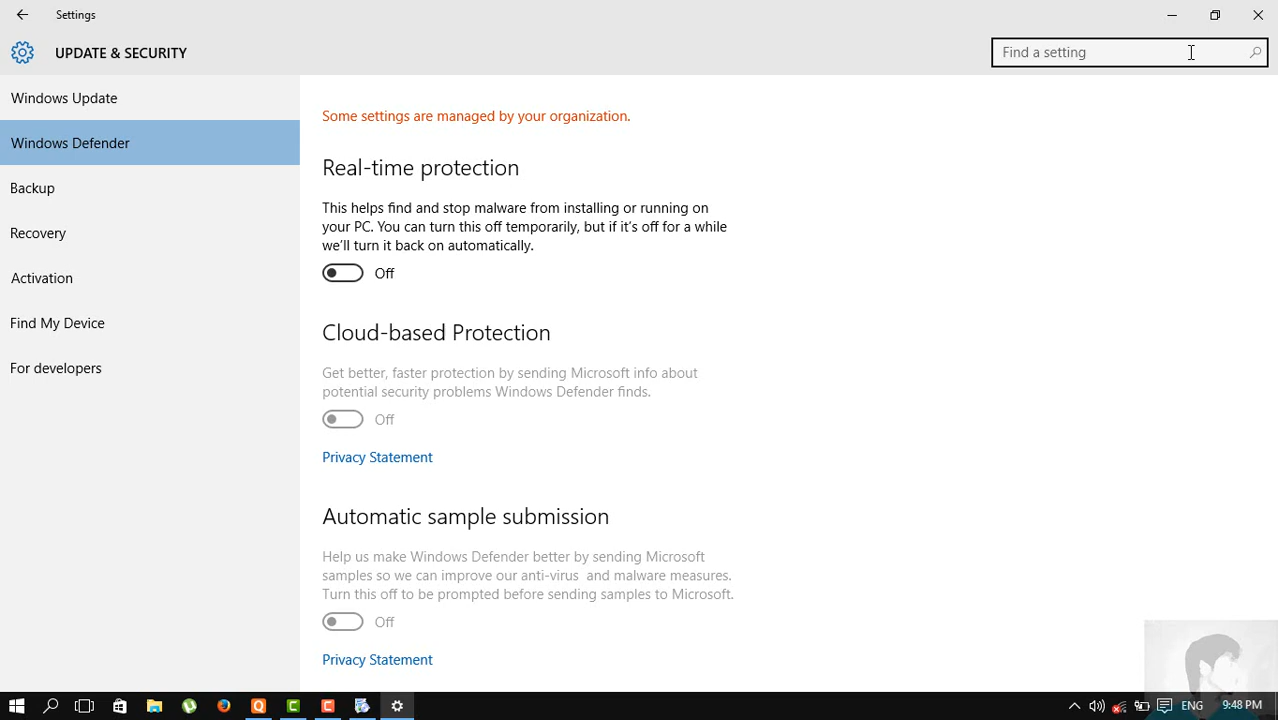 Settings
UPDATE & SECURITY
Find a setting
Windows Update
Windows Defender
Backup
Recovery
Activation
Find My Device
For developers
Some settings are managed by your organization.
Real-time protection
This helps find and stop malware from installing or running on
your PC. You can turn this off temporarily, but if it's off for a while
we'll turn it back on automatically.
Off
Cloud-based Protection
Get better, faster protection by sending Microsoft info about
potential security problems Windows Defender finds.
Off
Privacy Statement
Automatic sample submission
Help us make Windows Defender better by sending Microsoft
samples so we can improve our anti-virus and malware measures.
Turn this off to be prompted before sending samples to Microsoft.
Off
Privacy Statement
ENG
9:48 PM